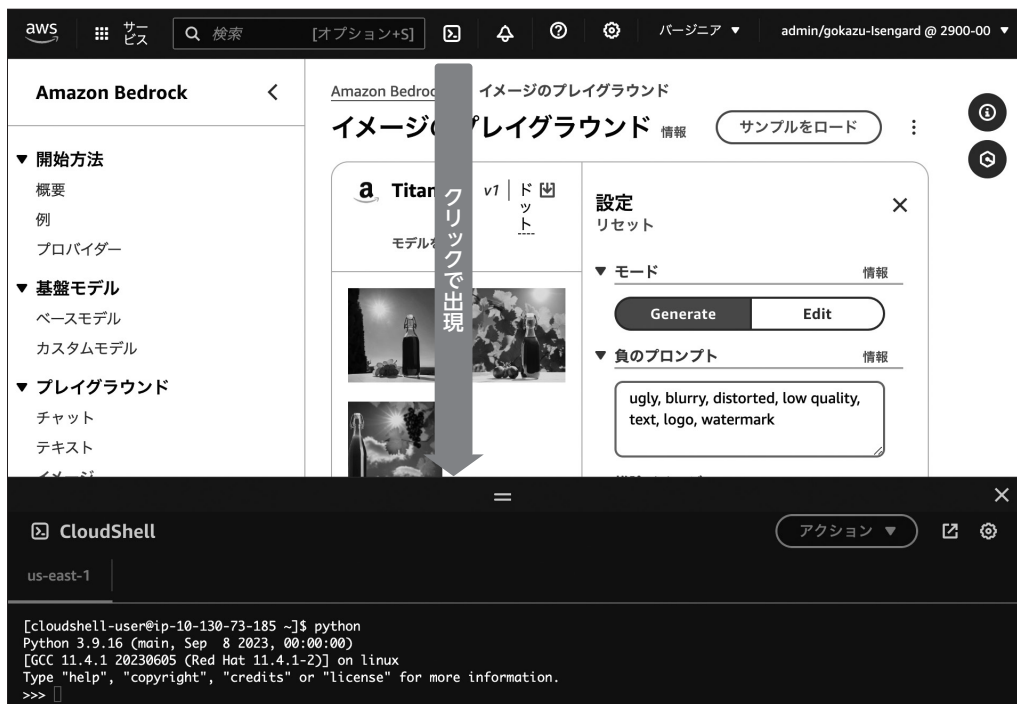 aws
サービス
検索
[オプション+S]
バージニア ▼
admin/gokazu-Isengard @ 2900-00 ▼
Amazon Bedrock
▼ 開始方法
概要
例
プロバイダー
▼ 基盤モデル
ベースモデル
カスタムモデル
▼ プレイグラウンド
チャット
テキスト
イメージ
Amazon Bedroc
イメージのプレイグラウンド
イメージのプレイグラウンド 情報
サンプルをロード
クリックで出現
a Titan
v1
ドット
モデルを
設定
リセット
▼ モード 情報
Generate
Edit
▼ 負のプロンプト 情報
ugly, blurry, distorted, low quality,
text, logo, watermark
CloudShell
アクション ▼
us-east-1
[cloudshell-user@ip-10-130-73-185 ~]$ python
Python 3.9.16 (main, Sep  8 2023, 00:00:00)
[GCC 11.4.1 20230605 (Red Hat 11.4.1-2)] on linux
Type "help", "copyright", "credits" or "license" for more information.
>>>